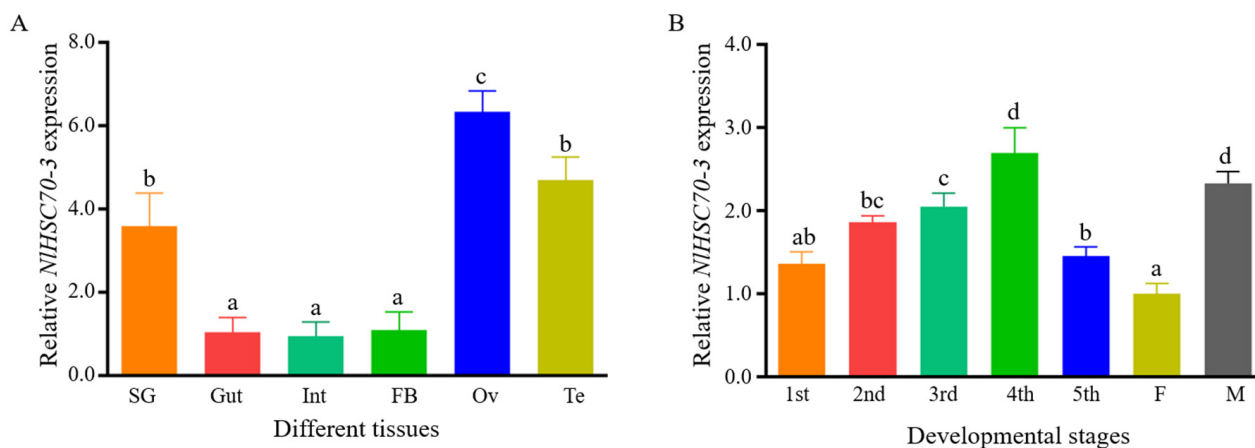 A
Relative NlHSC70-3 expression
8.0
6.0
4.0
2.0
0.0
b
a
a
a
c
b
SG Gut Int FB Ov Te
Different tissues
B
Relative NlHSC70-3 expression
4.0
3.0
2.0
1.0
0.0
ab
bc
c
d
b
a
d
1st 2nd 3rd 4th 5th F M
Developmental stages